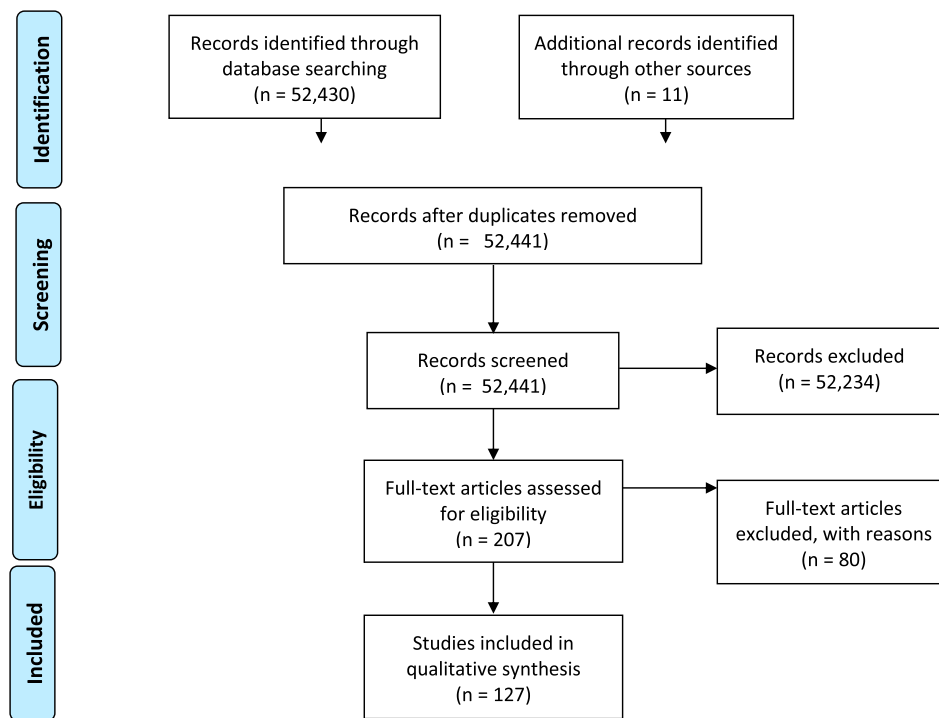 Identification
Records identified through
database searching
(n = 52,430)
Additional records identified
through other sources
(n = 11)
Screening
Records after duplicates removed
(n = 52,441)
Records screened
(n = 52,441)
Records excluded
(n = 52,234)
Eligibility
Full-text articles assessed
for eligibility
(n = 207)
Full-text articles
excluded, with reasons
(n = 80)
Included
Studies included in
qualitative synthesis
(n = 127)